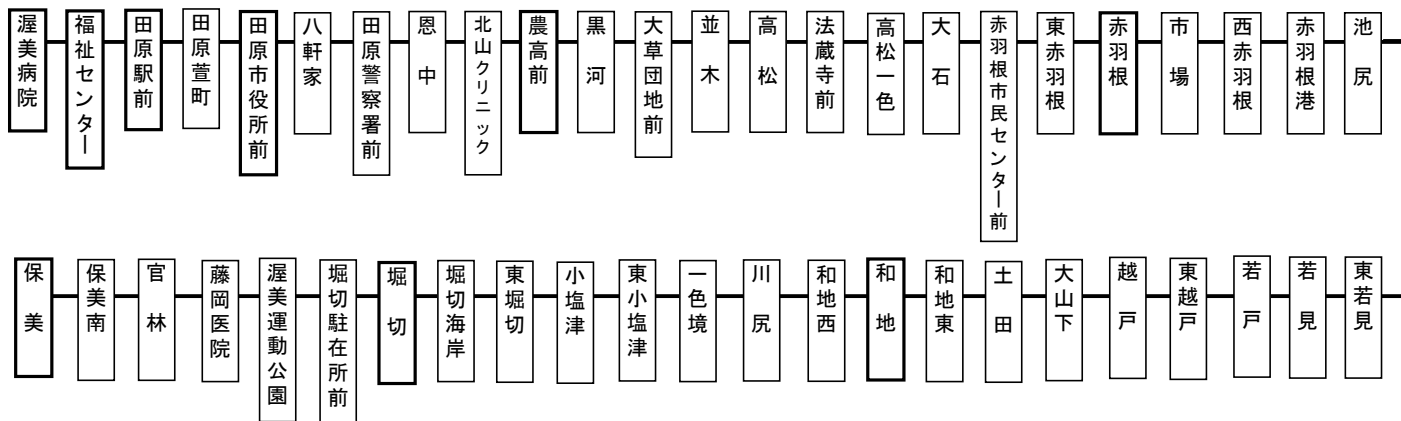 渥美病院
福祉センター
田原駅前
田原萱町
田原市役所前
八軒家
田原警察署前
恩中
北山クリニック
農高前
黒河
大草団地前
並木
高松
法蔵寺前
高松一色
大石
赤羽根市民センター前
東赤羽根
赤羽根
市場
西赤羽根
赤羽根港
池尻
保美
保美南
官林
藤岡医院
渥美運動公園
堀切駐在所前
堀切
堀切海岸
東堀切
小塩津
東小塩津
一色境
川尻
和地西
和地
和地東
土田
大山下
越戸
東越戸
若戸
若見
東若見